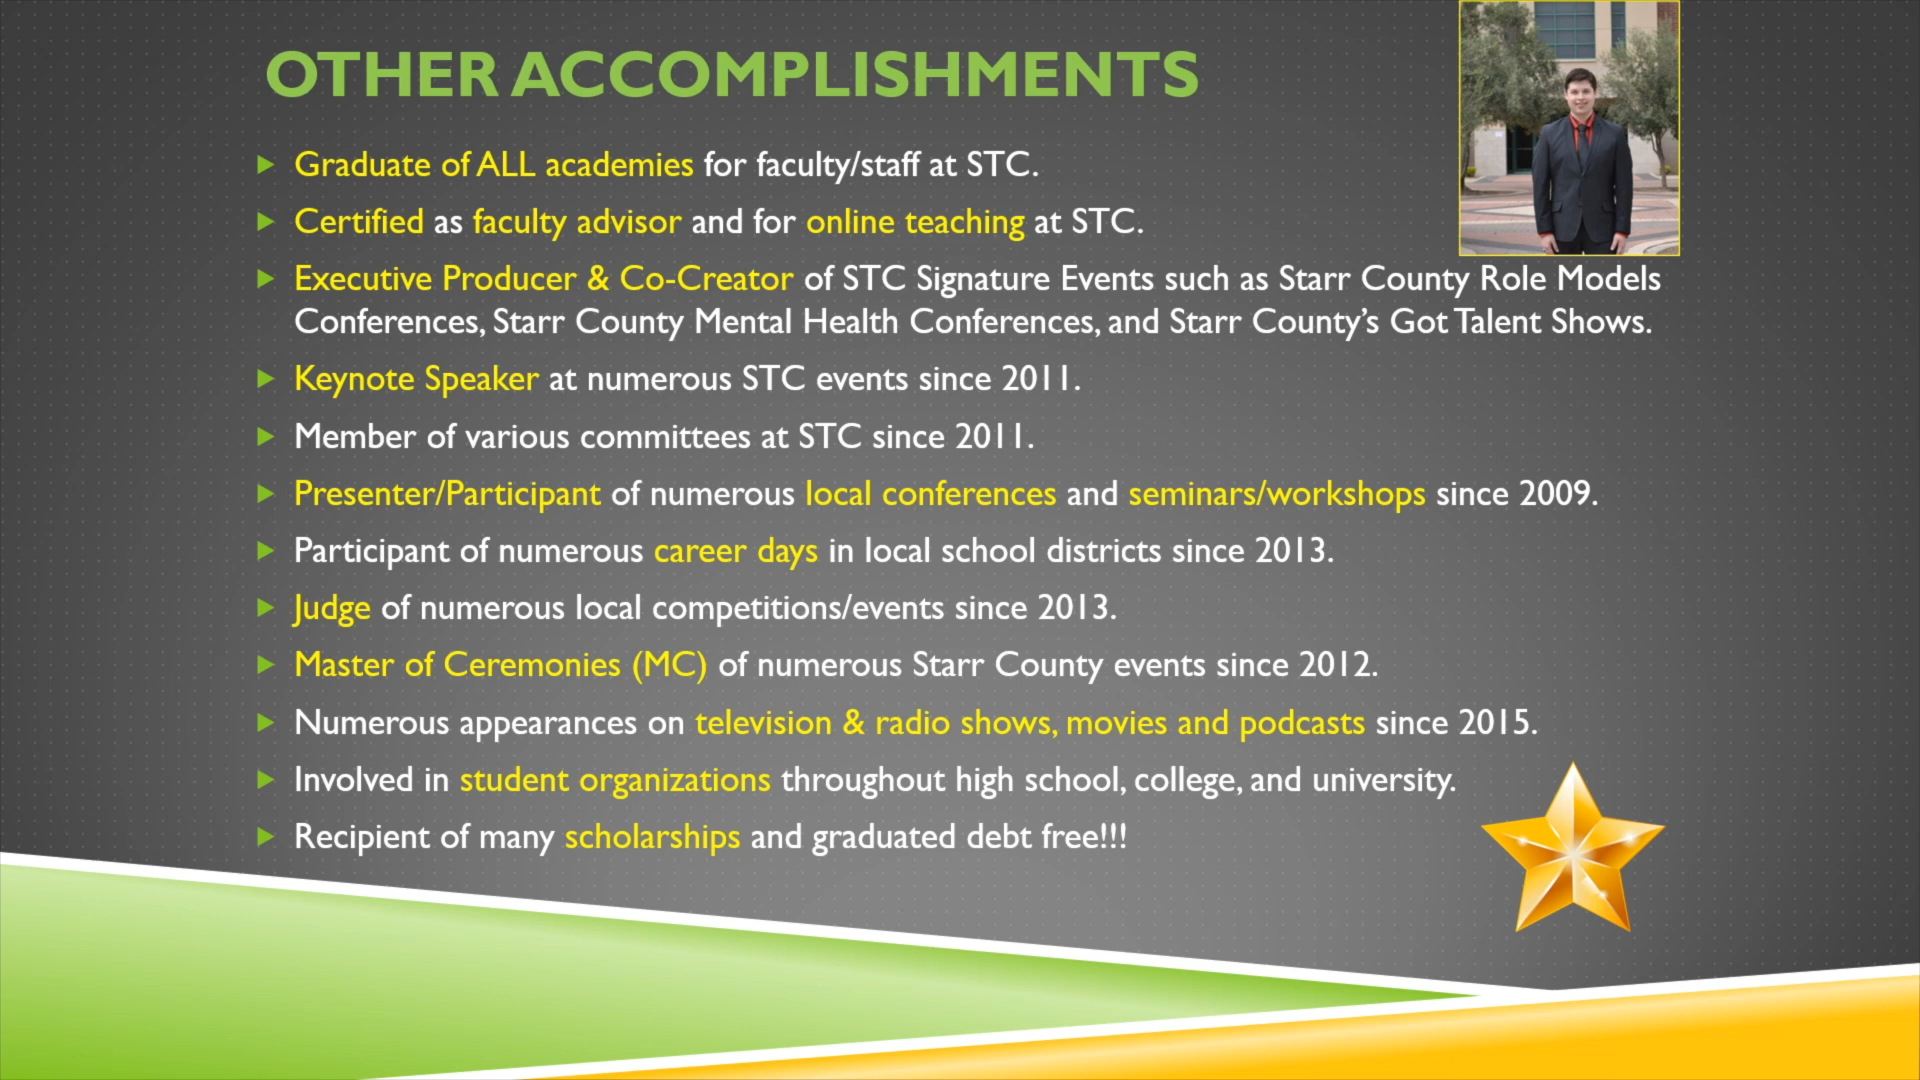 OTHER ACCOMPLISHMENTS
Graduate of ALL academies for faculty/staff at STC.
Certified as faculty advisor and for online teaching at STC.
Executive Producer & Co-Creator of STC Signature Events such as Starr County Role Models
Conferences, Starr County Mental Health Conferences, and Starr County’s Got Talent Shows.
Keynote Speaker at numerous STC events since 2011.
Member of various committees at STC since 2011.
Presenter/Participant of numerous local conferences and seminars/workshops since 2009.
Participant of numerous career days in local school districts since 2013.
Judge of numerous local competitions/events since 2013.
Master of Ceremonies (MC) of numerous Starr County events since 2012.
Numerous appearances on television & radio shows, movies and podcasts since 2015.
Involved in student organizations throughout high school, college, and university.
Recipient of many scholarships and graduated debt free!!!